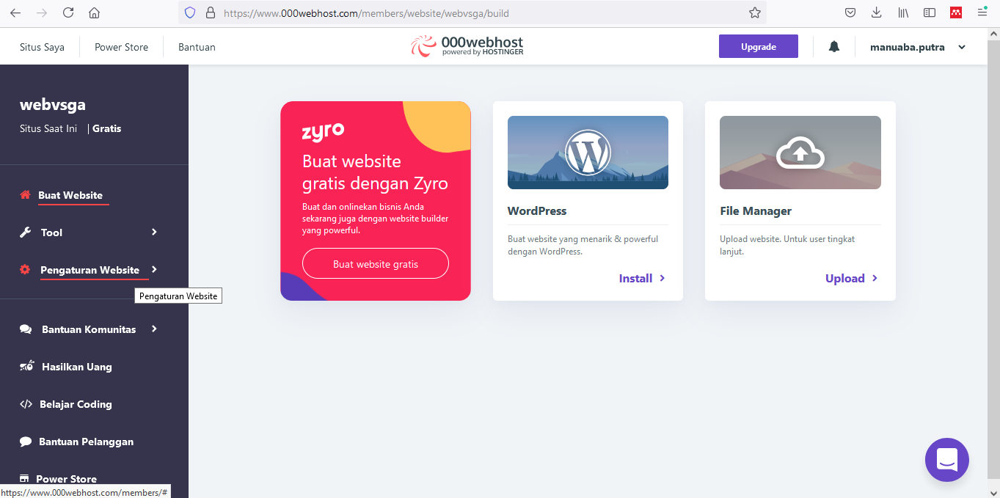 https://www.000webhost.com/members/website/webvsga/build
Situs Saya
Power Store
Bantuan
000webhost
powered by HOSTINGER
Upgrade
manuaba.putra
webvsga
Situs Saat Ini | Gratis
Buat Website
Tool
Pengaturan Website
Pengaturan Website
Bantuan Komunitas
Hasilkan Uang
Belajar Coding
Bantuan Pelanggan
Power Store
https://www.000webhost.com/members/#
zyro
Buat website
gratis dengan Zyro
Buat dan onlinekan bisnis Anda
sekarang juga dengan website builder
yang powerful.
Buat website gratis
WordPress
Buat website yang menarik & powerful
dengan WordPress.
Install
File Manager
Upload website. Untuk user tingkat
lanjut.
Upload